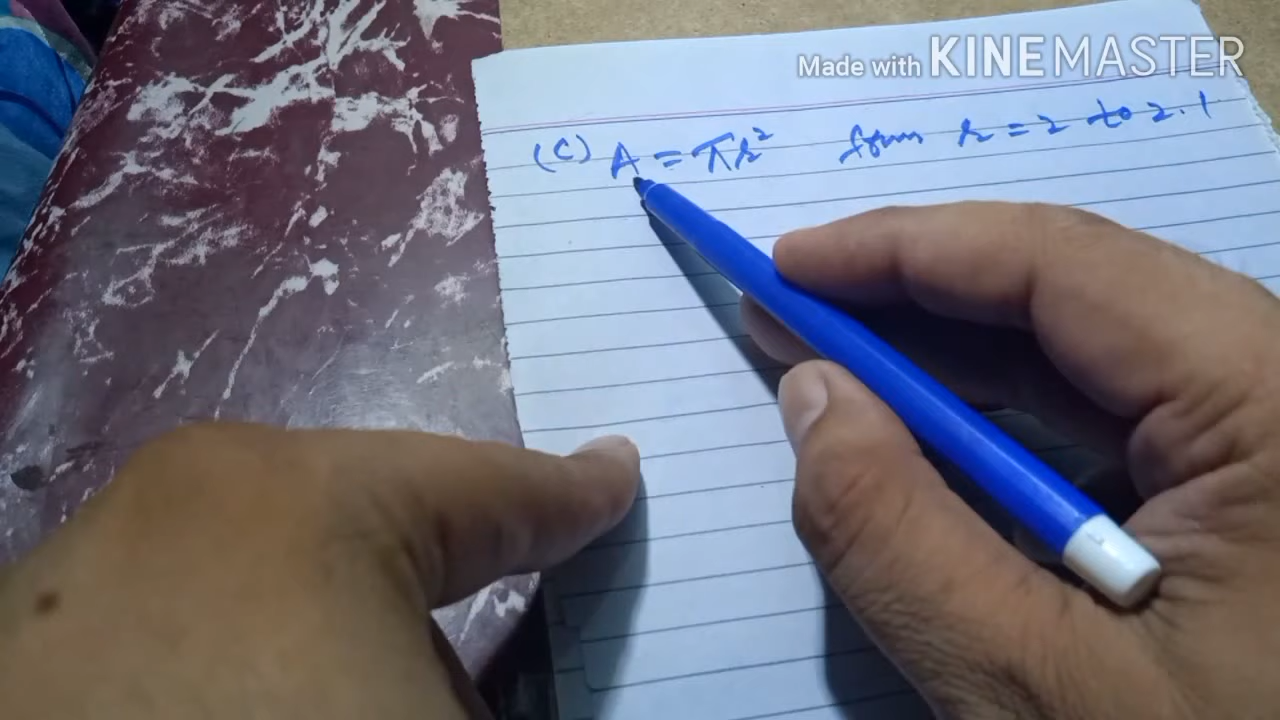 Made with KINEMASTER
(C) A = πr² from r = 2 to 2.1